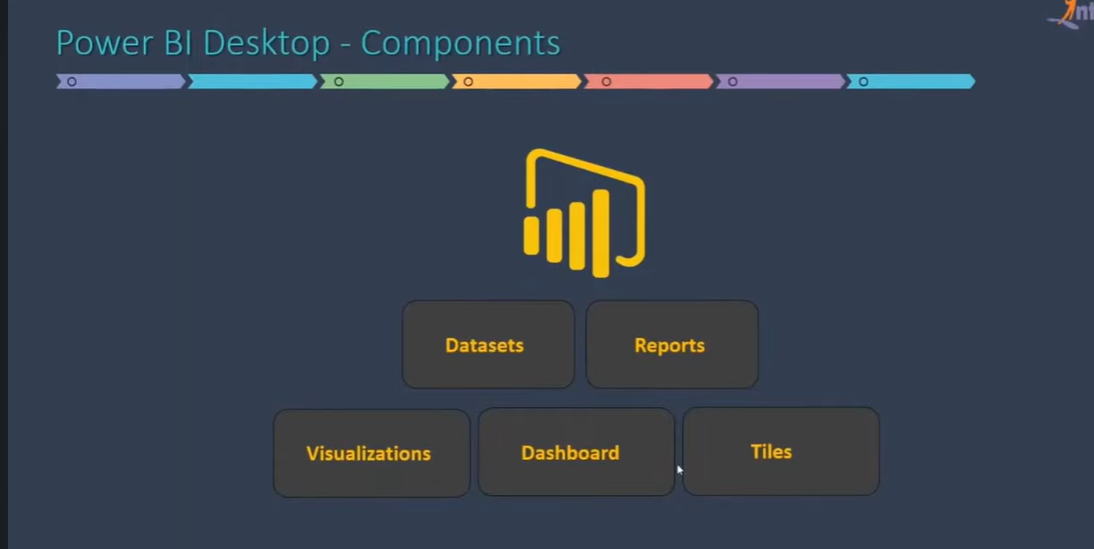 Power BI Desktop - Components
Datasets
Reports
Visualizations
Dashboard
Tiles